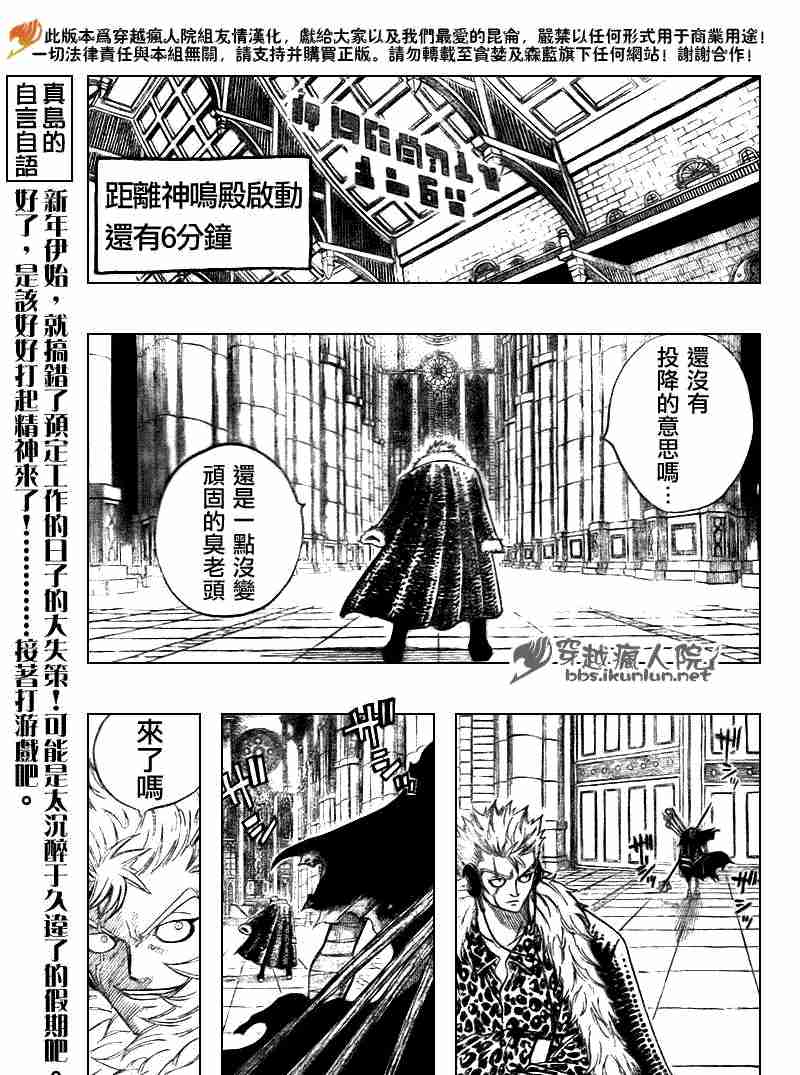 此版本爲穿越瘋人院組友情漢化，獻給大家以及我們最愛的昆侖，嚴禁以任何形式用于商業用途！
一切法律責任與本組無關，請支持并購買正版。請勿轉載至貪婪及森藍旗下任何網站！謝謝合作！
真島的
自言自語
新年伊始，就搞錯了預定工作的日子的大失策！可能是太沉醉于久違了的假期吧。
好了，是該好好打起精神來了！…………接著打游戲吧。
距離神鳴殿啟動
還有6分鐘
還沒有
投降的意思嗎…
還是一點沒變
頑固的臭老頭
穿越瘋人院
bbs.ikunlun.net
來了嗎